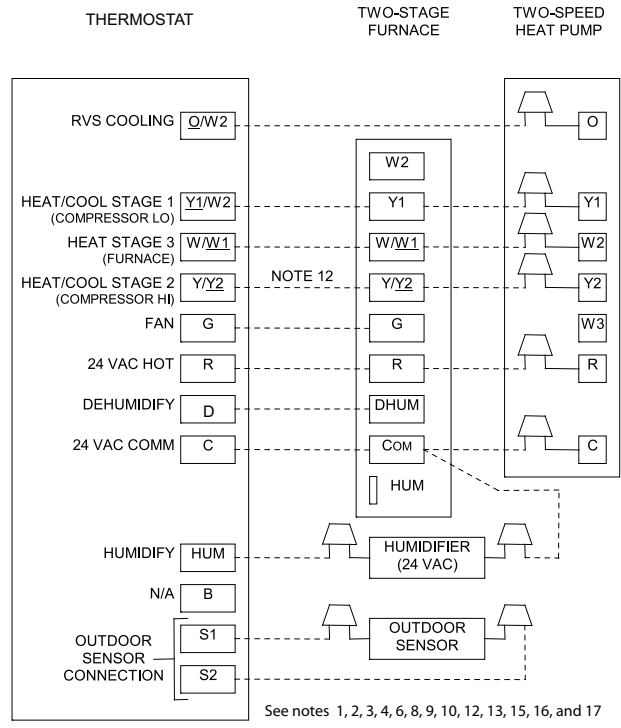 THERMOSTAT
TWO-STAGE
FURNACE
TWO-SPEED
HEAT PUMP
RVS COOLING O/W2 O
W2
HEAT/COOL STAGE 1 Y1/W2 Y1 Y1
(COMPRESSOR LO)
HEAT STAGE 3 W/W1 W/W1 W2
(FURNACE)
HEAT/COOL STAGE 2 Y/Y2 NOTE 12 Y/Y2 Y2
(COMPRESSOR HI)
FAN G G W3
24 VAC HOT R R R
DEHUMIDIFY D DHUM
24 VAC COMM C COM C
HUM
HUMIDIFY HUM HUMIDIFIER
(24 VAC)
N/A B
OUTDOOR
SENSOR
CONNECTION
S1
S2
OUTDOOR
SENSOR
See notes 1, 2, 3, 4, 6, 8, 9, 10, 12, 13, 15, 16, and 17